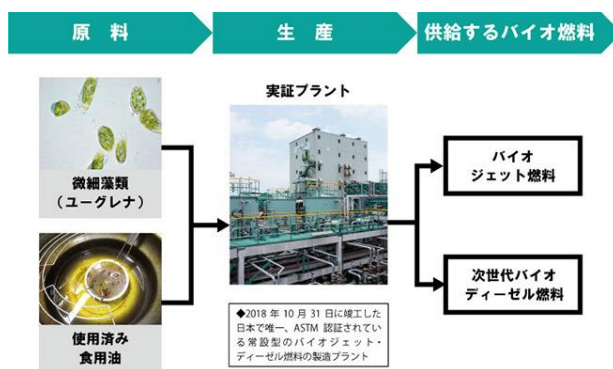 原 料
生 産
供給するバイオ燃料
実証プラント
微細藻類
（ユーグレナ）
使用済み
食用油
◆2018 年 10 月 31 日に竣工した
日本で唯一、ASTM 認証されてい
る常設型のバイオジェット・
ディーゼル燃料の製造プラント
バイオ
ジェット燃料
次世代バイオ
ディーゼル燃料